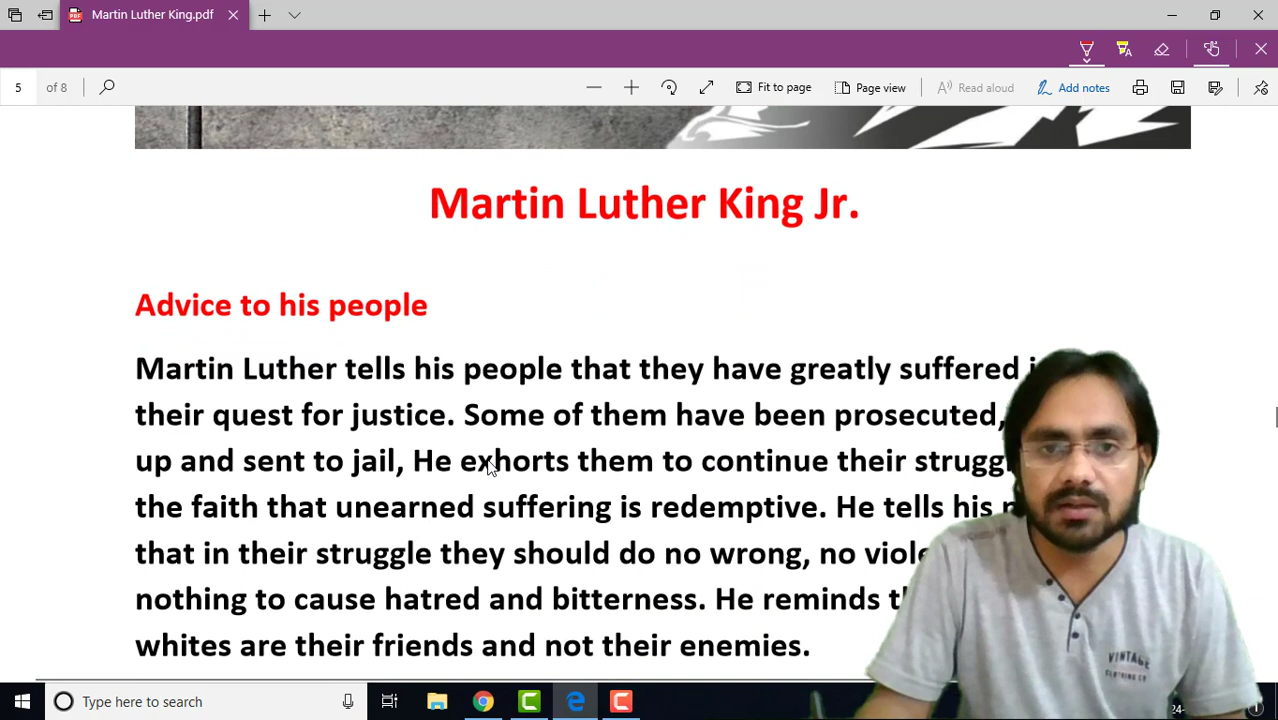 Martin Luther King.pdf
5 of 8
Fit to page
Page view
Read aloud
Add notes
Martin Luther King Jr.
Advice to his people
Martin Luther tells his people that they have greatly suffered
their quest for justice. Some of them have been prosecuted,
up and sent to jail, He exhorts them to continue their
the faith that unearned suffering is redemptive. He tells his
that in their struggle they should do no wrong, no
nothing to cause hatred and bitterness. He reminds
whites are their friends and not their enemies.
VINTAGE
CLOTHING CO
Type here to search
24-